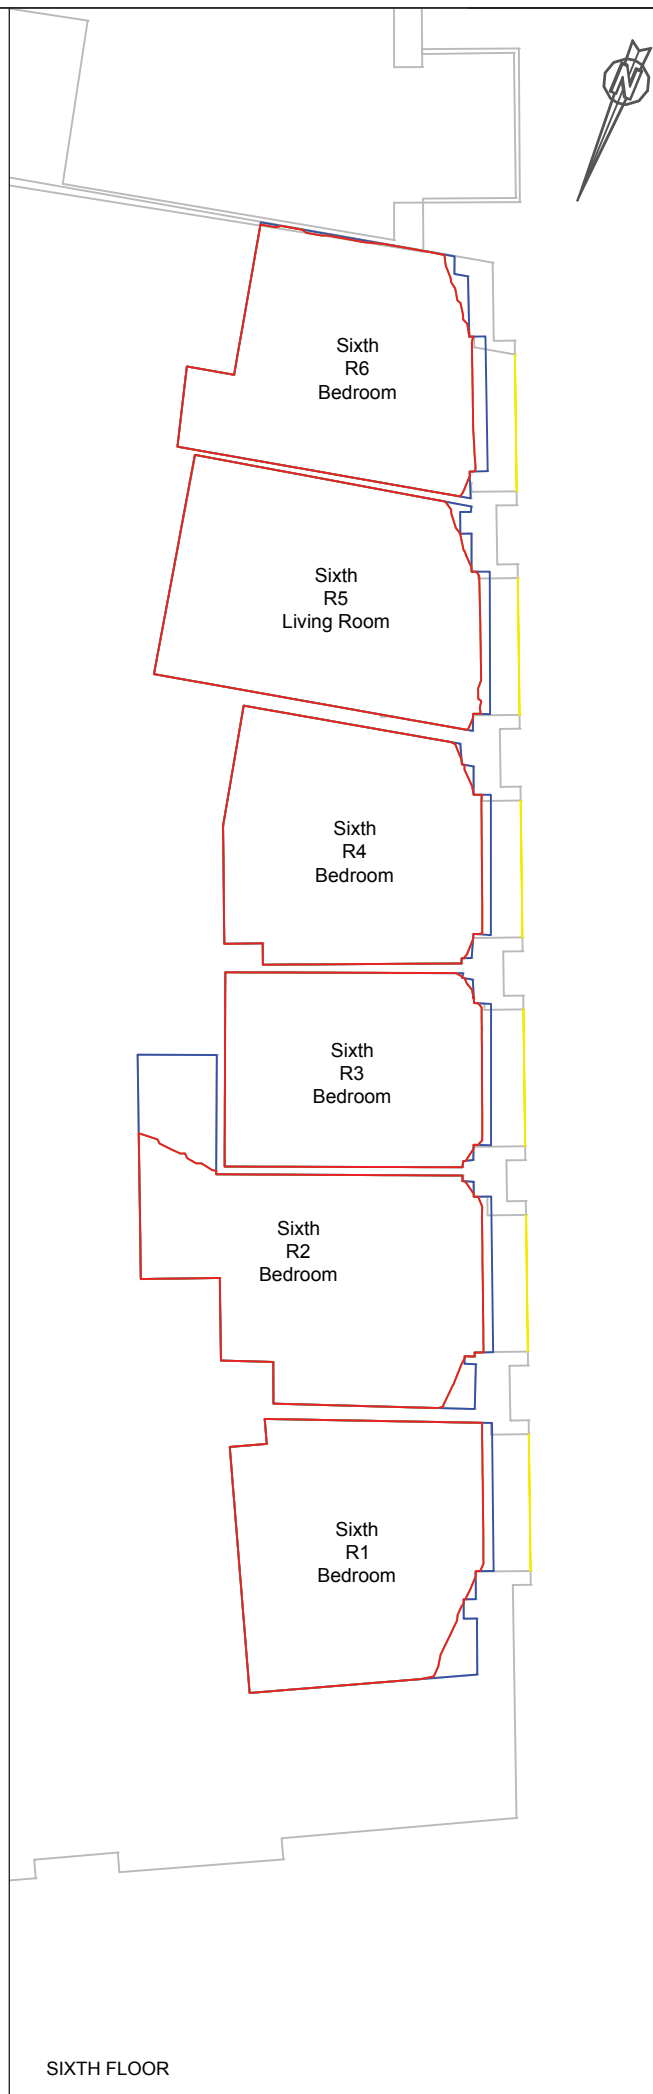 N
Sixth
R6
Bedroom
Sixth
R5
Living Room
Sixth
R4
Bedroom
Sixth
R3
Bedroom
Sixth
R2
Bedroom
Sixth
R1
Bedroom
SIXTH FLOOR